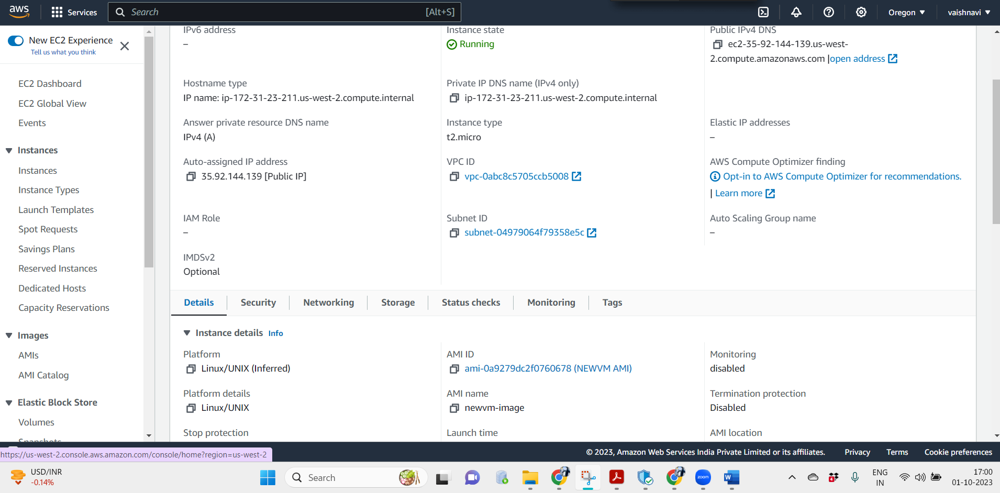 aws
Services
Search
[Alt+S]
Oregon
vaishnavi
New EC2 Experience
Tell us what you think
EC2 Dashboard
EC2 Global View
Events
Instances
Instances
Instance Types
Launch Templates
Spot Requests
Savings Plans
Reserved Instances
Dedicated Hosts
Capacity Reservations
Images
AMIs
AMI Catalog
Elastic Block Store
Volumes
Snapshots
IPv6 address
–
Instance state
Running
Public IPv4 DNS
ec2-35-92-144-139.us-west-
2.compute.amazonaws.com |open address
Hostname type
IP name: ip-172-31-23-211.us-west-2.compute.internal
Private IP DNS name (IPv4 only)
ip-172-31-23-211.us-west-2.compute.internal
Answer private resource DNS name
IPv4 (A)
Instance type
t2.micro
Elastic IP addresses
–
Auto-assigned IP address
35.92.144.139 [Public IP]
VPC ID
vpc-0abc8c5705ccb5008
AWS Compute Optimizer finding
Opt-in to AWS Compute Optimizer for recommendations.
| Learn more
IAM Role
–
Subnet ID
subnet-04979064f79358e5c
Auto Scaling Group name
–
IMDSv2
Optional
Details
Security
Networking
Storage
Status checks
Monitoring
Tags
Instance details Info
Platform
Linux/UNIX (Inferred)
AMI ID
ami-0a9279dc2f0760678 (NEWVM AMI)
Monitoring
disabled
Platform details
Linux/UNIX
AMI name
newvm-image
Termination protection
Disabled
Stop protection
Launch time
AMI location
https://us-west-2.console.aws.amazon.com/console/home?region=us-west-2
© 2023, Amazon Web Services India Private Limited or its affiliates.
Privacy
Terms
Cookie preferences
USD/INR
-0.14%
Search
zoom
W
4
ENG
IN
17:00
01-10-2023